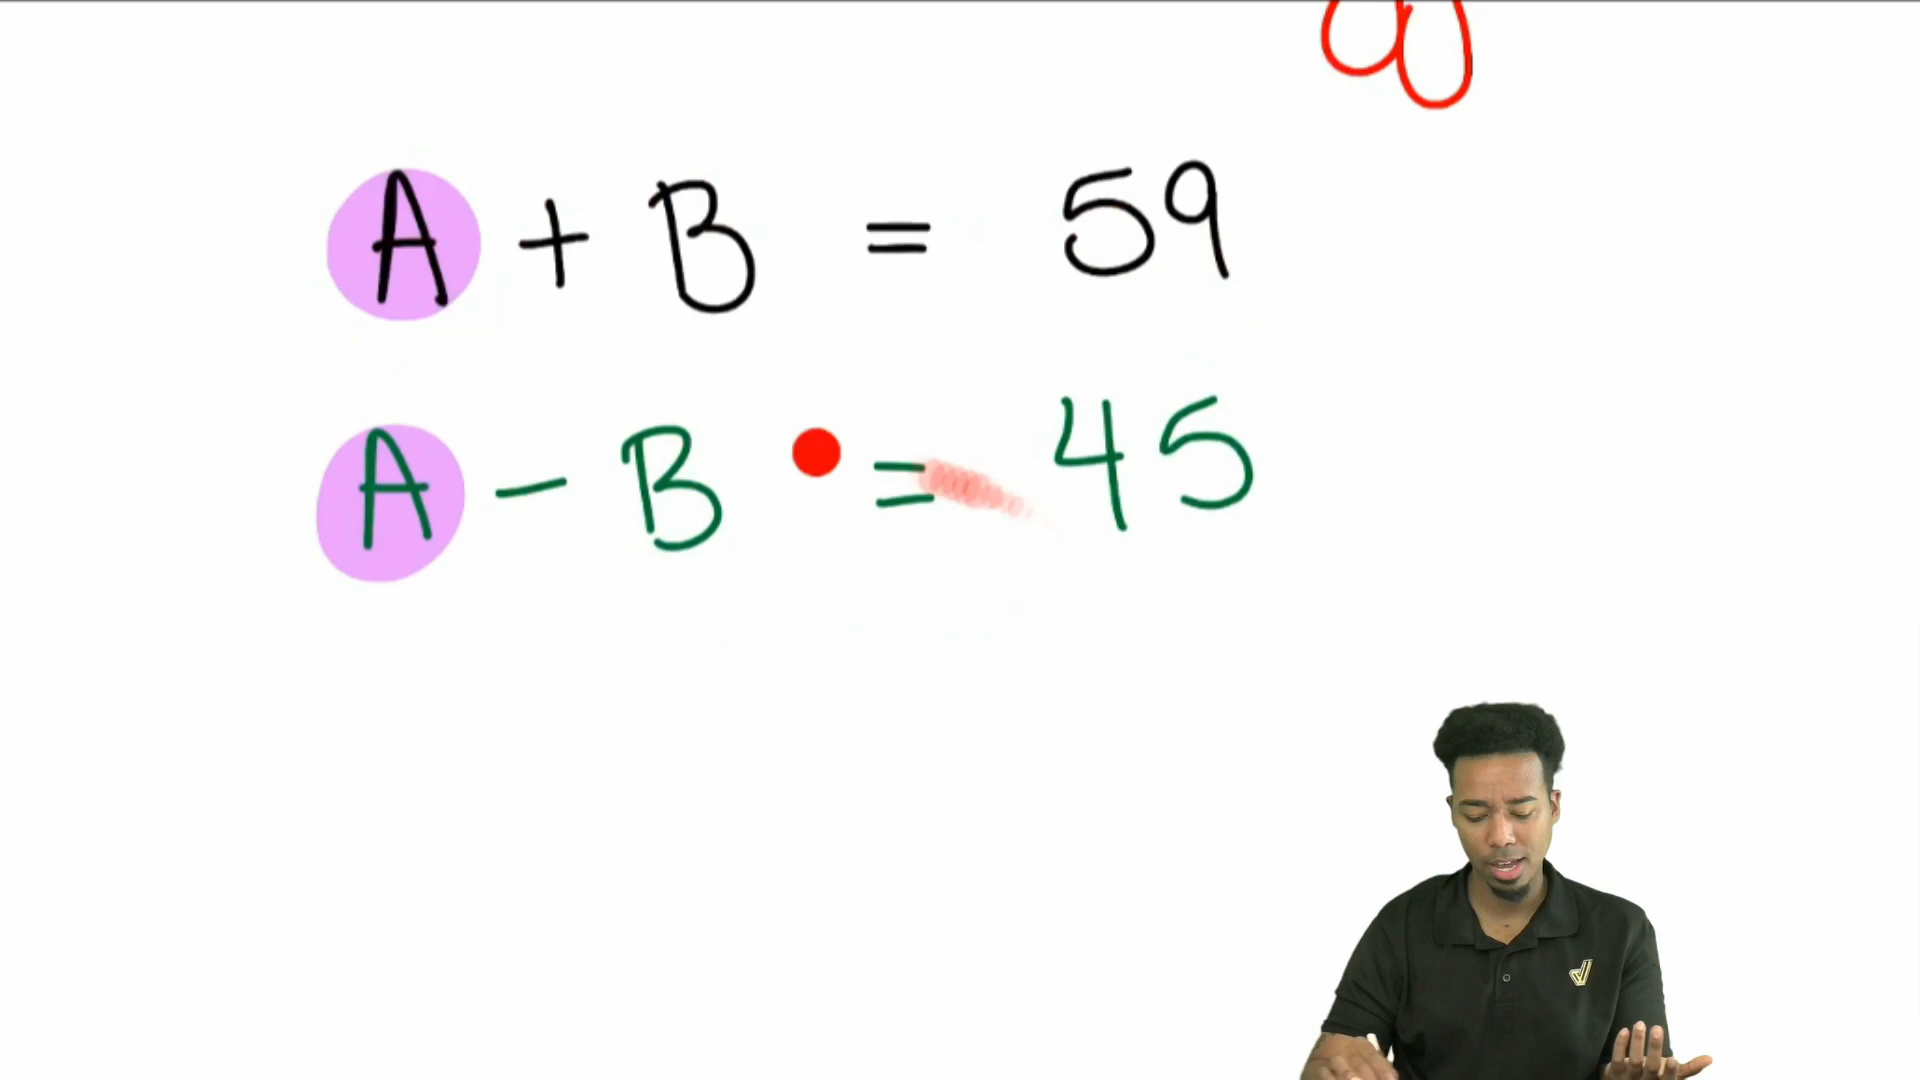 A + B = 59
A - B = 45